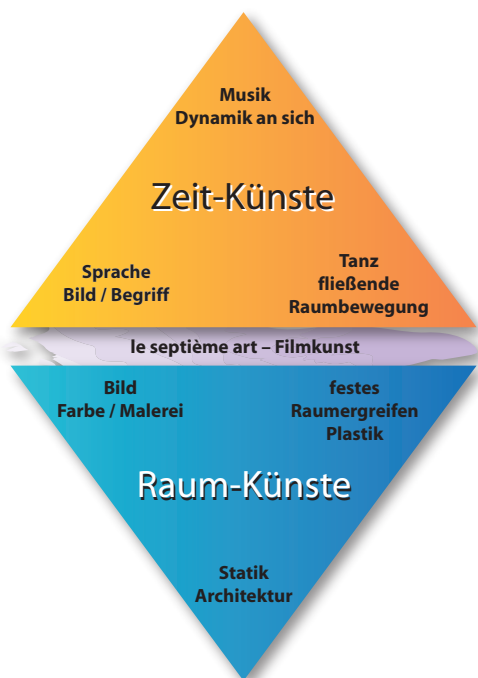 Musik
Dynamik an sich
Zeit-Künste
Sprache
Bild / Begriff
Tanz
fließende
Raumbewegung
le septième art – Filmkunst
Bild
Farbe / Malerei
festes
Raumergreifen
Plastik
Raum-Künste
Statik
Architektur